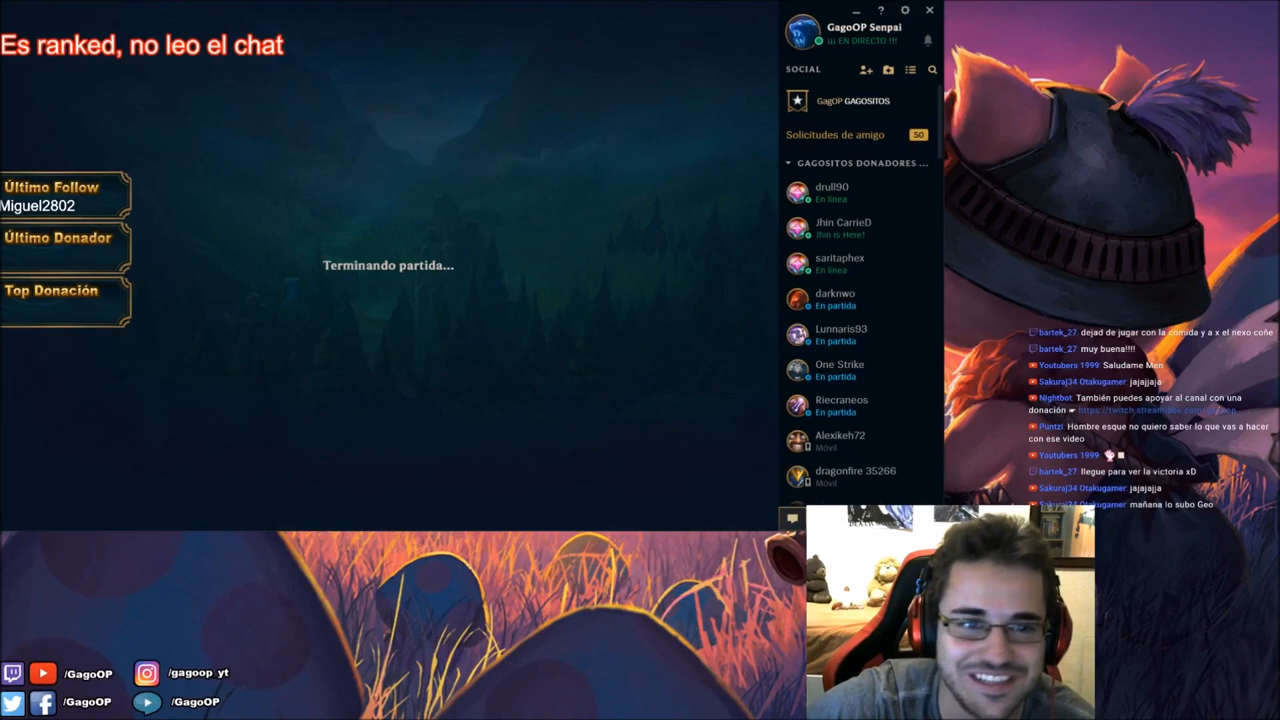 Es ranked, no leo el chat
Último Follow
Miguel2802
Último Donador
Top Donación
Terminando partida...
GagoOP Senpai
¡¡¡ EN DIRECTO !!!
SOCIAL
GagOP GAGOSITOS
Solicitudes de amigo 50
GAGOSITOS DONADORES ...
drull90
En línea
Jhin CarrieD
Jhin is Here!
saritaphex
En línea
darknwo
En partida
Lunnaris93
En partida
One Strike
En partida
Riecraneos
En partida
Alexikeh72
Móvil
dragonfire 35266
Móvil
bartek_27 dejad de jugar con la comida y a x el nexo coñe
bartek_27 muy buena!!!!
Youtubers 1999 Saludame Men
Sakuraj34 Otakugamer jajajjaja
Nightbot También puedes apoyar al canal con una
donación
Puntzi Hombre esque no quiero saber lo que vas a hacer
con ese video
Youtubers 1999
bartek_27 llegue para ver la victoria xD
Sakuraj34 Otakugamer jajajajja
Sakuraj34 Otakugamer mañana lo subo Geo
/GagoOP
/gagoop_yt
/GagoOP
/GagoOP